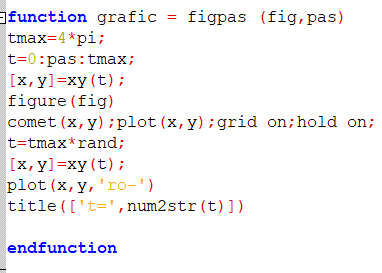 function grafic = figpas (fig,pas)
tmax=4*pi;
t=0:pas:tmax;
[x,y]=xy(t);
figure(fig)
comet(x,y);plot(x,y);grid on;hold on;
t=tmax*rand;
[x,y]=xy(t);
plot(x,y,'ro-')
title(['t=',num2str(t)])
endfunction